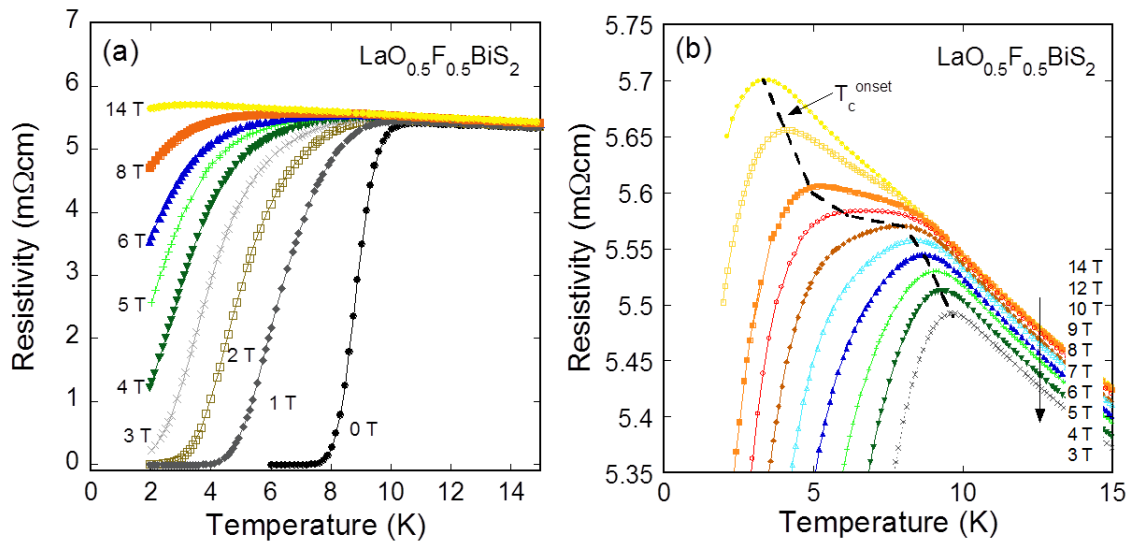 (a)
LaO0.5F0.5BiS2
Resistivity (mΩcm)
7
6
5
4
3
2
1
0
14 T
8 T
6 T
5 T
4 T
3 T
2 T
1 T
0 T
0 2 4 6 8 10 12 14
Temperature (K)
(b)
LaO0.5F0.5BiS2
Tc onset
Resistivity (mΩcm)
5.75
5.7
5.65
5.6
5.55
5.5
5.45
5.4
5.35
14 T
12 T
10 T
9 T
8 T
7 T
6 T
5 T
4 T
3 T
0 5 10 15
Temperature (K)